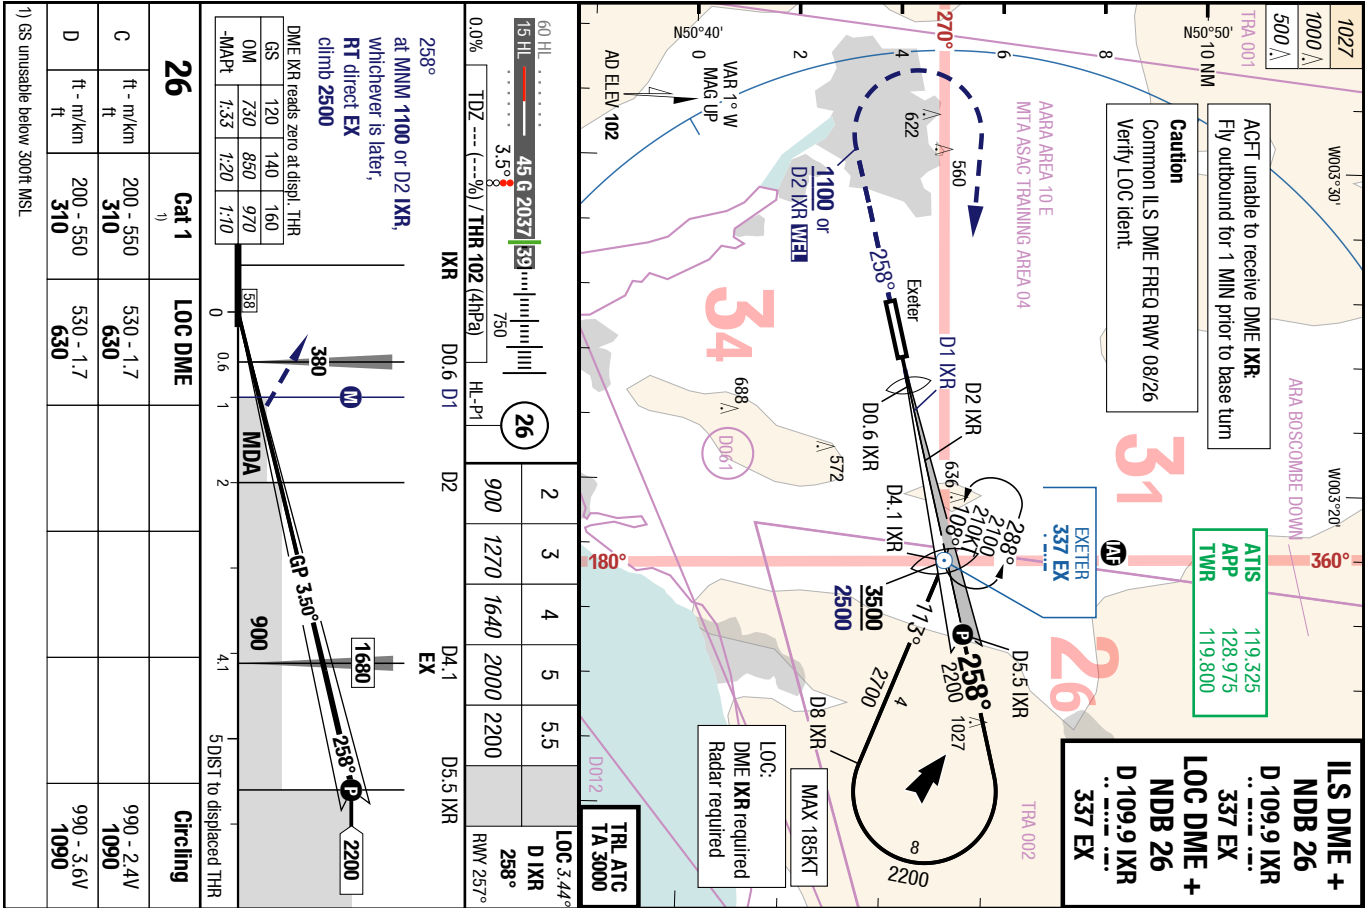 ILS DME +
NDB 26
D 109.9 IXR
337 EX
LOC DME +
NDB 26
D 109.9 IXR
337 EX
1027
1000
500
TRA 001
N50°50'
10 NM
8
6
4
2
0
N50°40'
270°
360°
180°
W003°30'
W003°20'
ACFT unable to receive DME IXR:
Fly outbound for 1 MIN prior to base turn
Caution
Common ILS DME FREQ RWY 08/26
Verify LOC ident.
ATIS 119.325
APP 128.975
TWR 119.800
ARA BOSCOMBE DOWN
AARA AREA 10 E
MTA ASAC TRAINING AREA 04
31
26
34
IAF
EXETER
337 EX
622
560
1100 or
D2 IXR WEL
258°
Exeter
D1 IXR
D2 IXR
D0.6 IXR
D4.1 IXR
636
288°
2100
210KT
108°
3500
2500
113°
2700
4
P
258°
2200
1027
D5.5 IXR
D8 IXR
8
2200
688
572
D061
D012
TRA 002
VAR 1° W
MAG UP
AD ELEV 102
MAX 185KT
LOC:
DME IXR required
Radar required
TRL ATC
TA 3000
60 HL
15 HL
45 G 2037
39
3.5°
750
26
0.0%
TDZ --- (---%) / THR 102 (4hPa)
HL-P1
2 3 4 5 5.5
900 1270 1640 2000 2200
LOC 3.44°
D IXR
258°
RWY 257°
258°
at MNM 1100 or D2 IXR,
whichever is later,
RT direct EX
climb 2500
IXR D0.6 D1 D2 D4.1 D5.5 IXR
EX
DME IXR reads zero at displ. THR
GS 120 140 160
OM 730 850 970
-MAPt 1:33 1:20 1:10
380
M
1680
GP 3.50°
258°
P
2200
58
MDA
900
0 0.6 1 2 4.1 5 DIST to displaced THR
26
Cat 1
1)
LOC DME
Circling
C ft - m/km 200 - 550 530 - 1.7 990 - 2.4V
ft 310 630 1090
D ft - m/km 200 - 550 530 - 1.7 990 - 3.6V
ft 310 630 1090
1) GS unusable below 300ft MSL